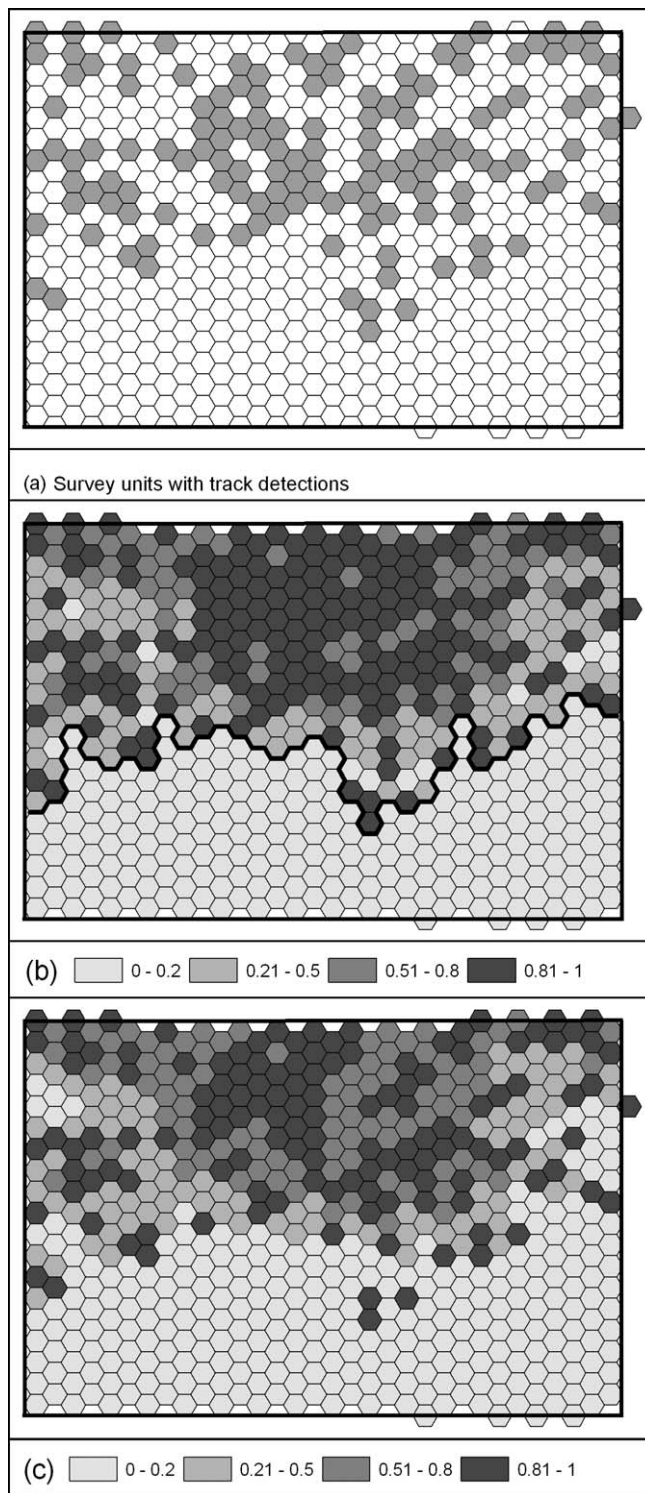 (a) Survey units with track detections
(b) 0 - 0.2 0.21 - 0.5 0.51 - 0.8 0.81 - 1
(c) 0 - 0.2 0.21 - 0.5 0.51 - 0.8 0.81 - 1